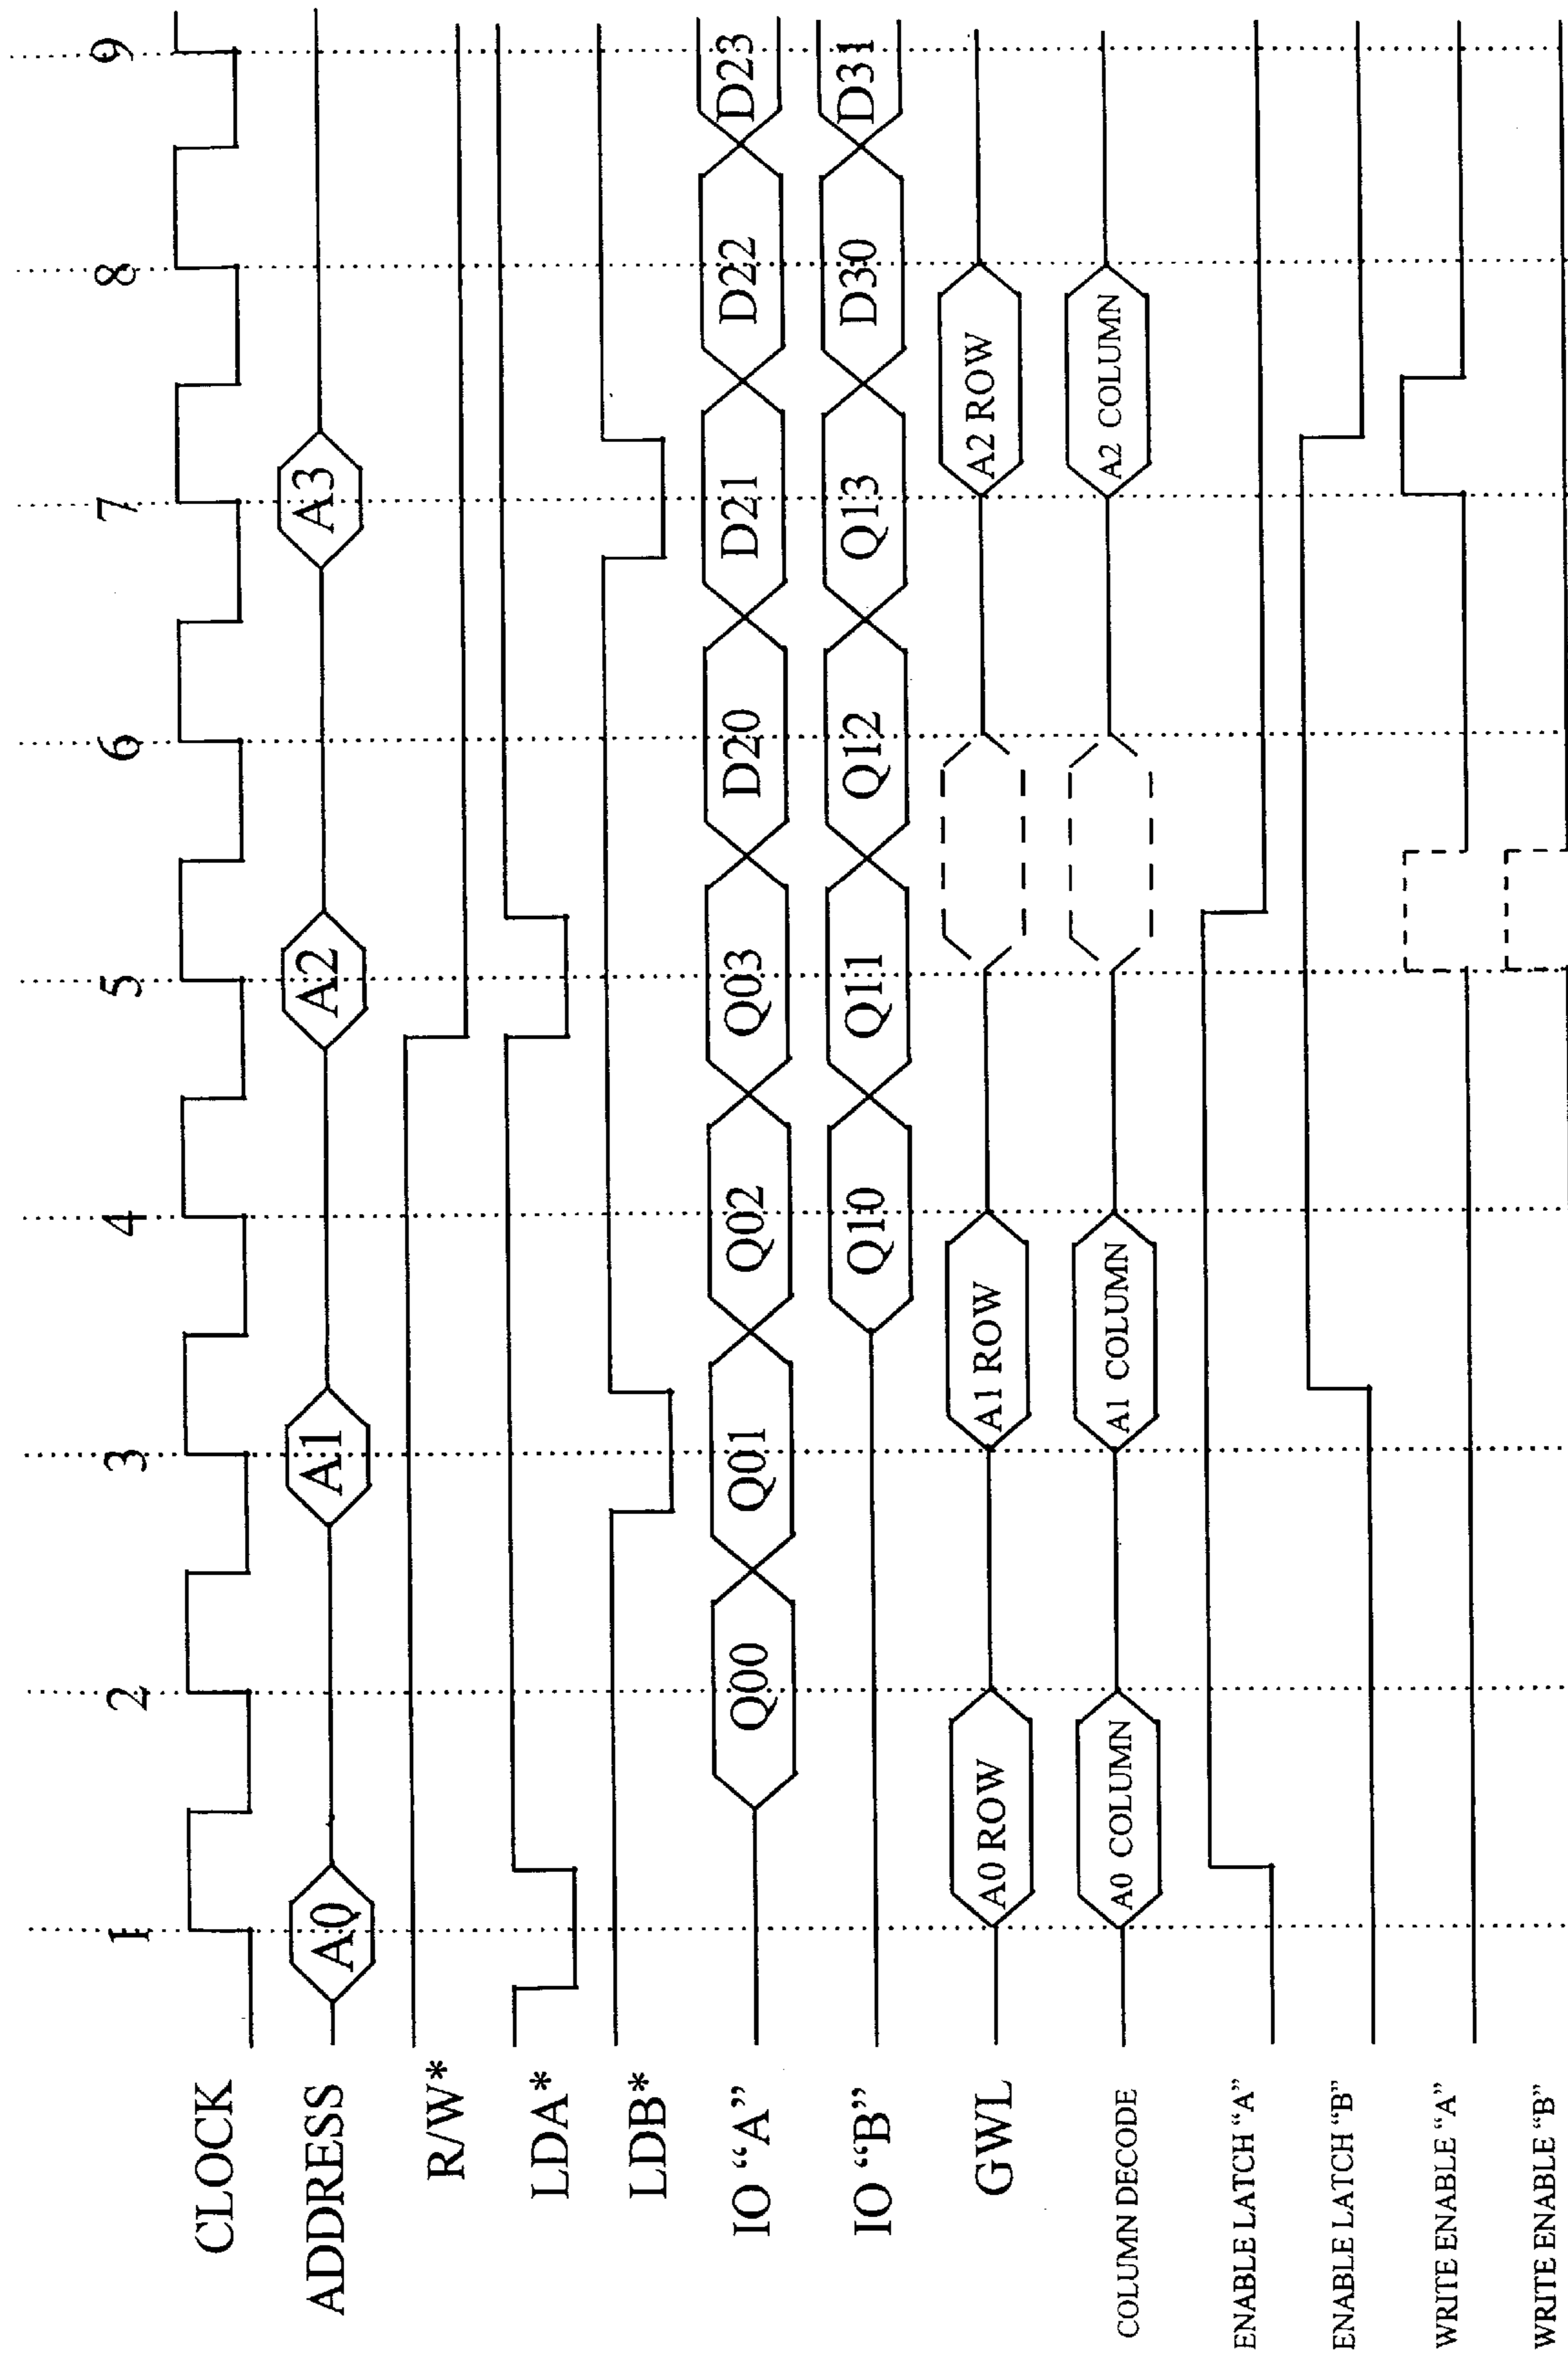 1 2 3 4 5 6 7 8 9
CLOCK
ADDRESS A0 A1 A2 A3
R/W*
LDA*
LDB*
IO “A” Q00 Q01 Q02 Q03 D20 D21 D22 D23
IO “B” Q10 Q11 Q12 Q13 D30 D31
GWL A0 ROW A1 ROW A2 ROW
COLUMN DECODE A0 COLUMN A1 COLUMN A2 COLUMN
ENABLE LATCH “A”
ENABLE LATCH “B”
WRITE ENABLE “A”
WRITE ENABLE “B”